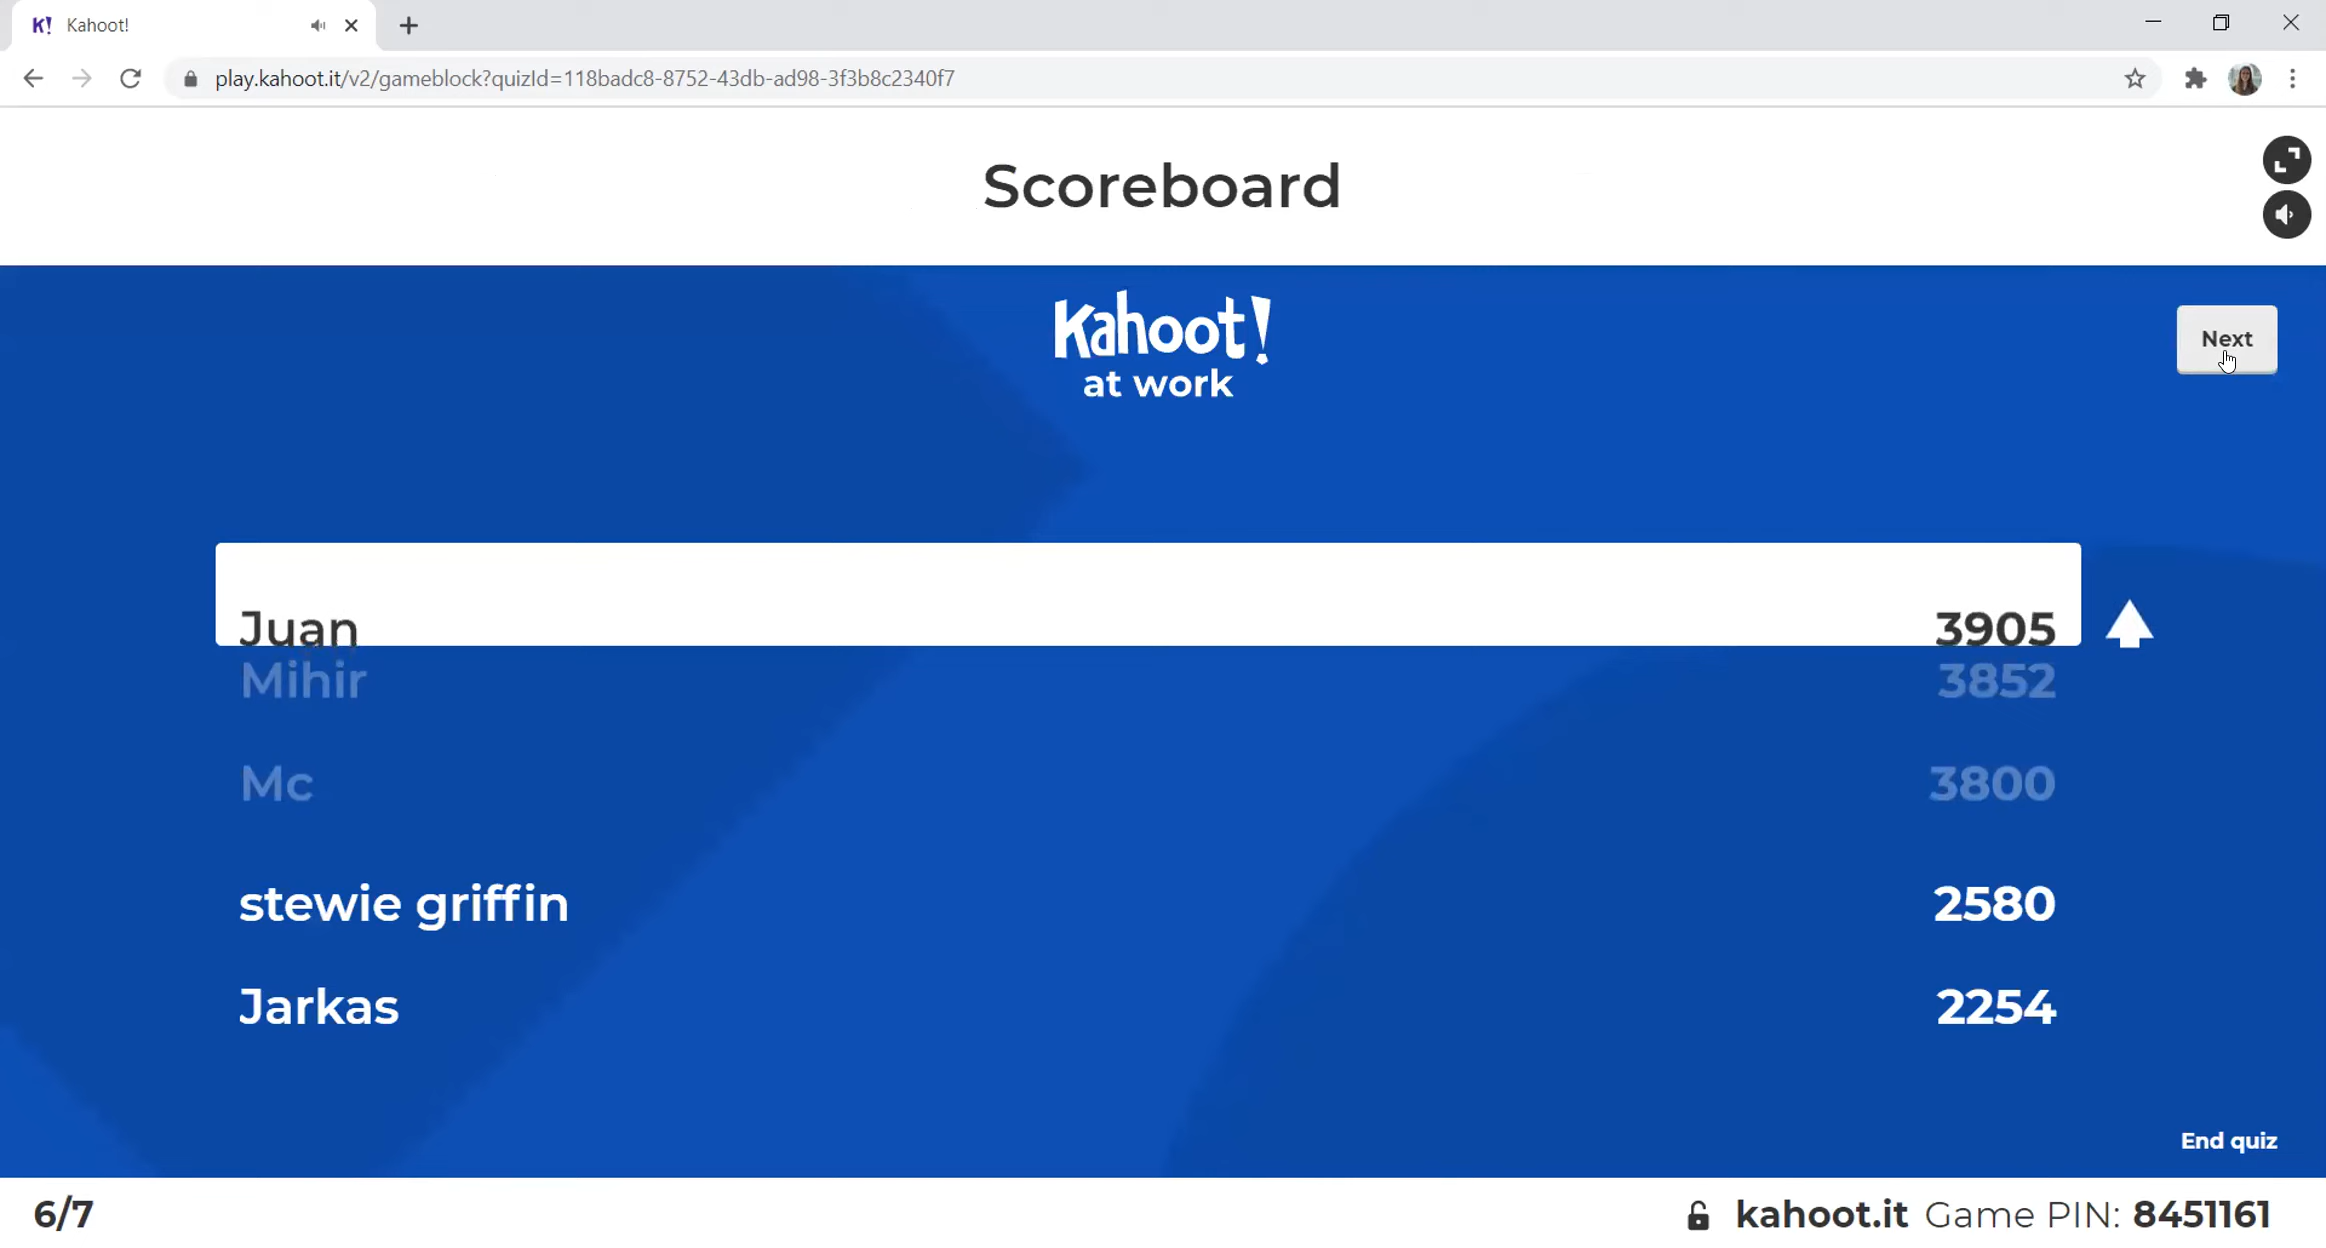 K! Kahoot!
play.kahoot.it/v2/gameblock?quizId=118badc8-8752-43db-ad98-3f3b8c2340f7
Scoreboard
Kahoot!
at work
Next
Juan 3905
Mihir 3852
Mc 3800
stewie griffin 2580
Jarkas 2254
End quiz
6/7 kahoot.it Game PIN: 8451161